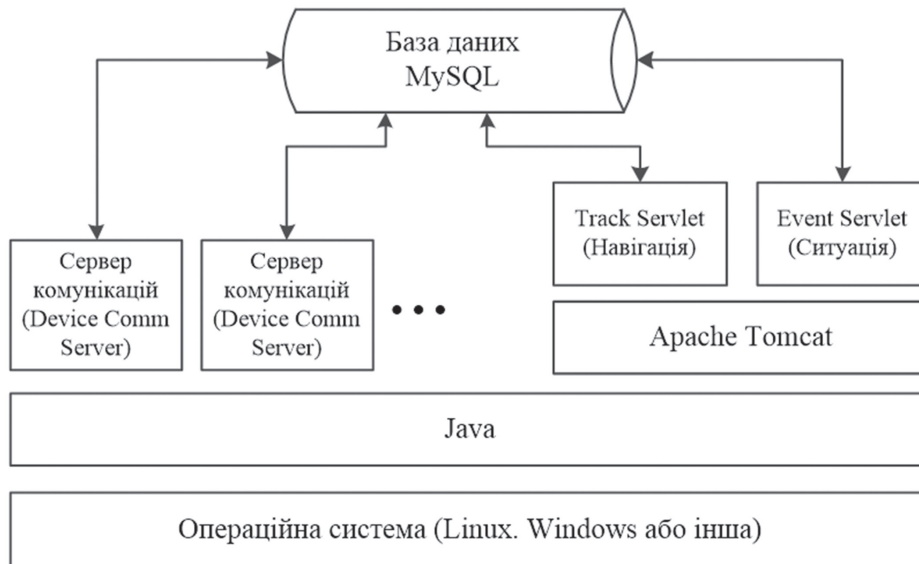 База даних
MySQL
Track Servlet
(Навігація)
Event Servlet
(Ситуація)
Сервер
комунікацій
(Device Comm
Server)
Сервер
комунікацій
(Device Comm
Server)
• • •
Apache Tomcat
Java
Операційна система (Linux. Windows або інша)